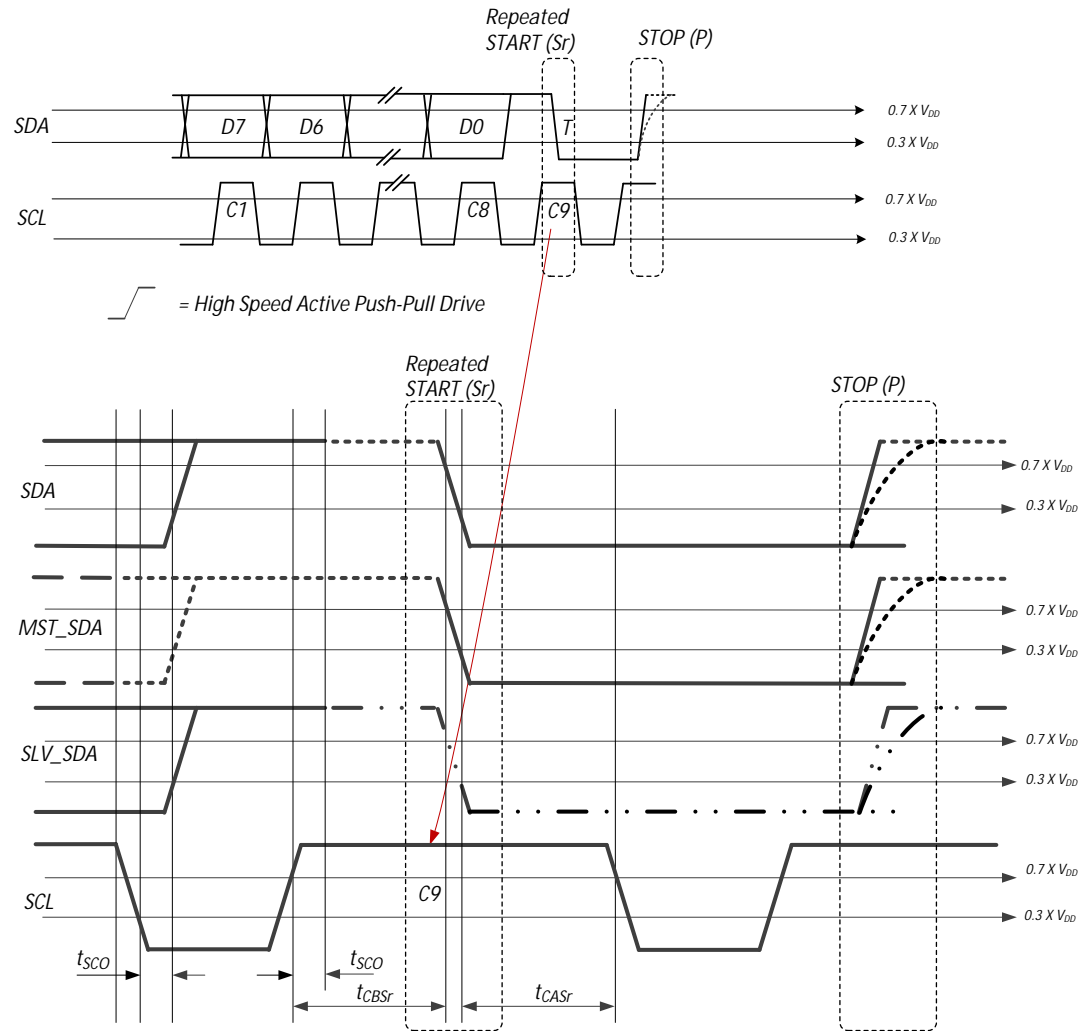 Repeated
START (Sr)
STOP (P)
SDA
D7
D6
D0
T
0.7 X VDD
0.3 X VDD
SCL
C1
C8
C9
0.7 X VDD
0.3 X VDD
= High Speed Active Push-Pull Drive
Repeated
START (Sr)
STOP (P)
SDA
0.7 X VDD
0.3 X VDD
MST_SDA
0.7 X VDD
0.3 X VDD
SLV_SDA
0.7 X VDD
0.3 X VDD
SCL
C9
0.7 X VDD
0.3 X VDD
tSCO
tSCO
tCBSr
tCASr